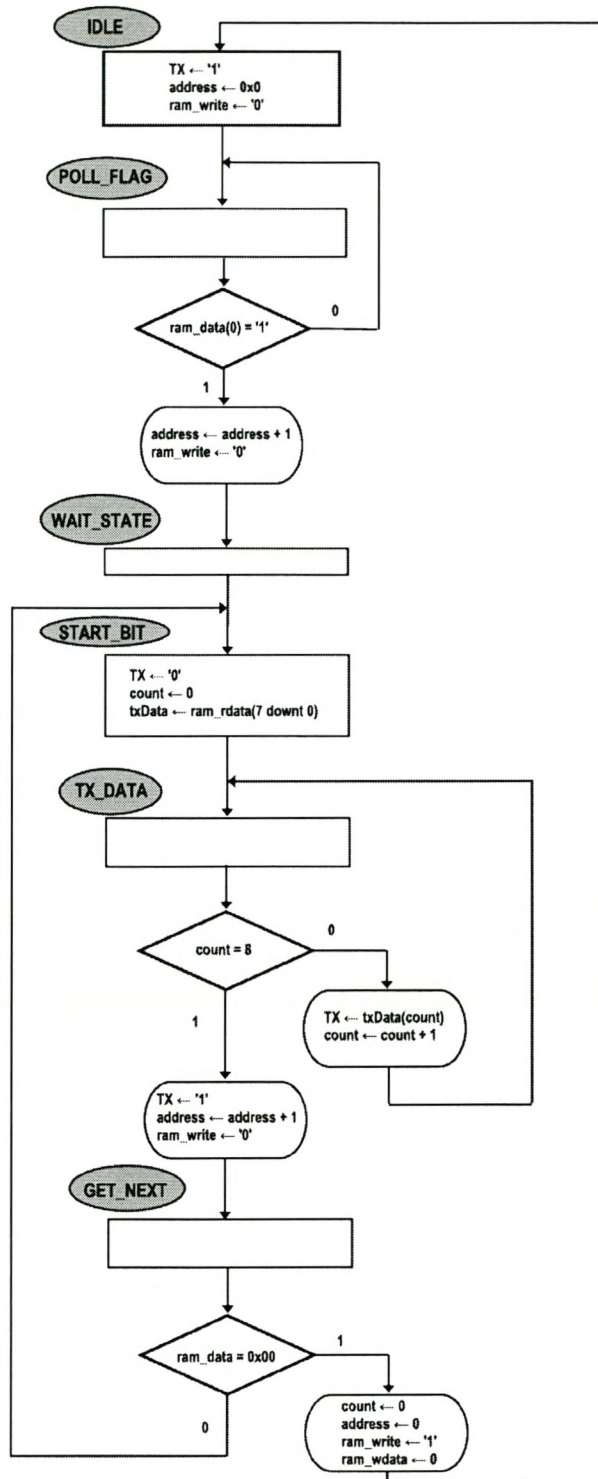 IDLE
TX ← '1'
address ← 0x0
ram_write ← '0'
POLL_FLAG
ram_data(0) = '1'
0
1
address ← address + 1
ram_write ← '0'
WAIT_STATE
START_BIT
TX ← '0'
count ← 0
txData ← ram_rdata(7 downt 0)
TX_DATA
count = 8
0
1
TX ← txData(count)
count ← count + 1
TX ← '1'
address ← address + 1
ram_write ← '0'
GET_NEXT
ram_data = 0x00
1
0
count ← 0
address ← 0
ram_write ← '1'
ram_wdata ← 0